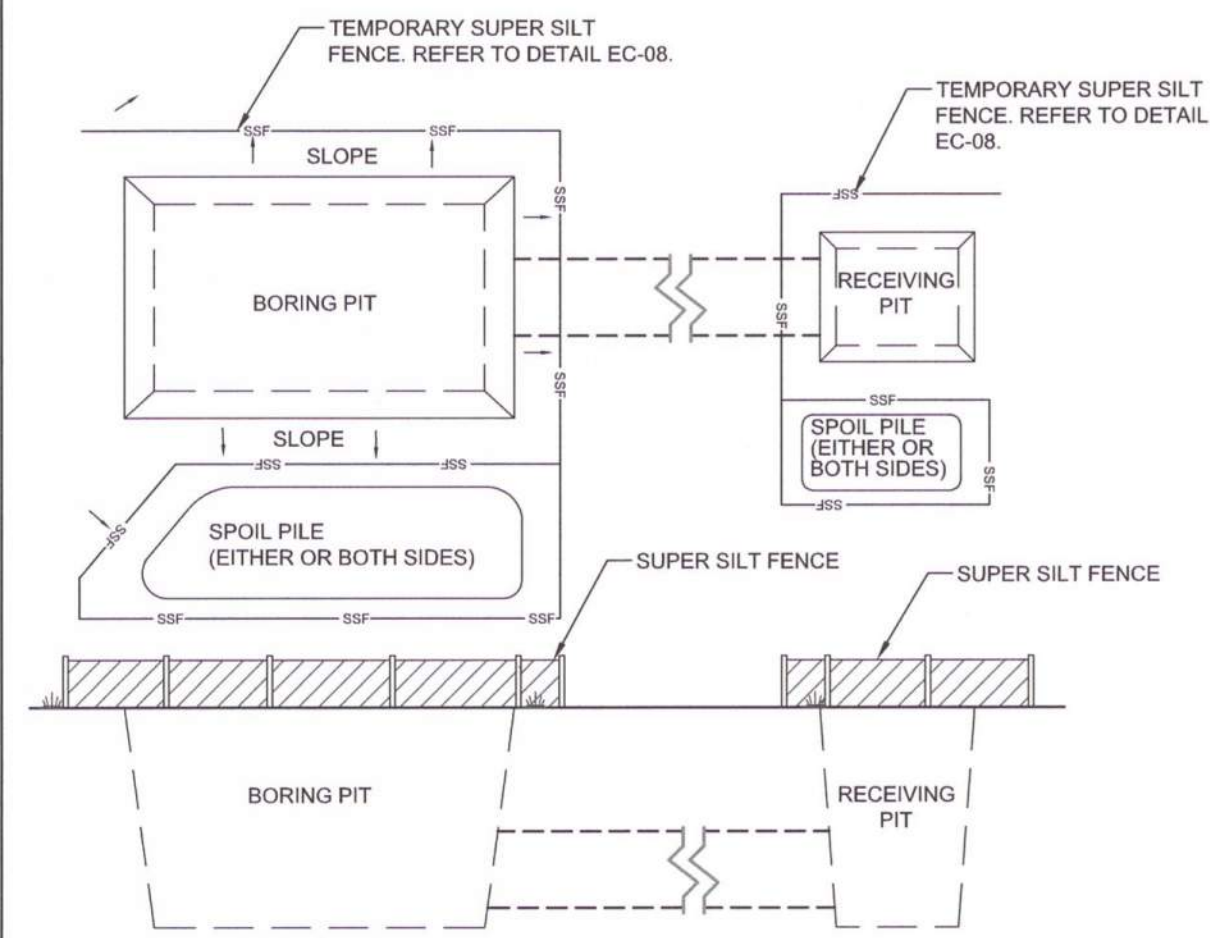 TEMPORARY SUPER SILT
FENCE. REFER TO DETAIL EC-08.
TEMPORARY SUPER SILT
FENCE. REFER TO DETAIL
EC-08.
SSF
SSF
SLOPE
SSF
SSF
BORING PIT
SSF
RECEIVING
PIT
SSF
SLOPE
SSF
SSF
SSF
SPOIL PILE
(EITHER OR
BOTH SIDES)
SSF
SSF
SSF
SPOIL PILE
(EITHER OR BOTH SIDES)
SSF
SSF
SSF
SUPER SILT FENCE
SUPER SILT FENCE
BORING PIT
RECEIVING
PIT